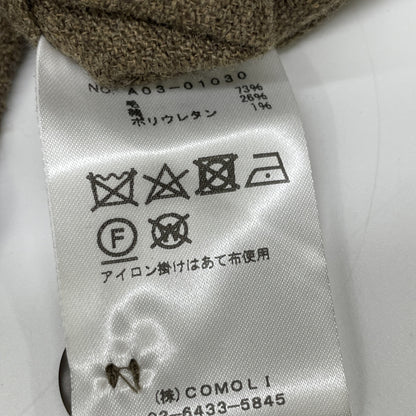 NO. A03-01030
毛 73%
綿 26%
ポリウレタン 1%
F
W
アイロン掛けはあて布使用
(株) COMOLI
03-6433-5845